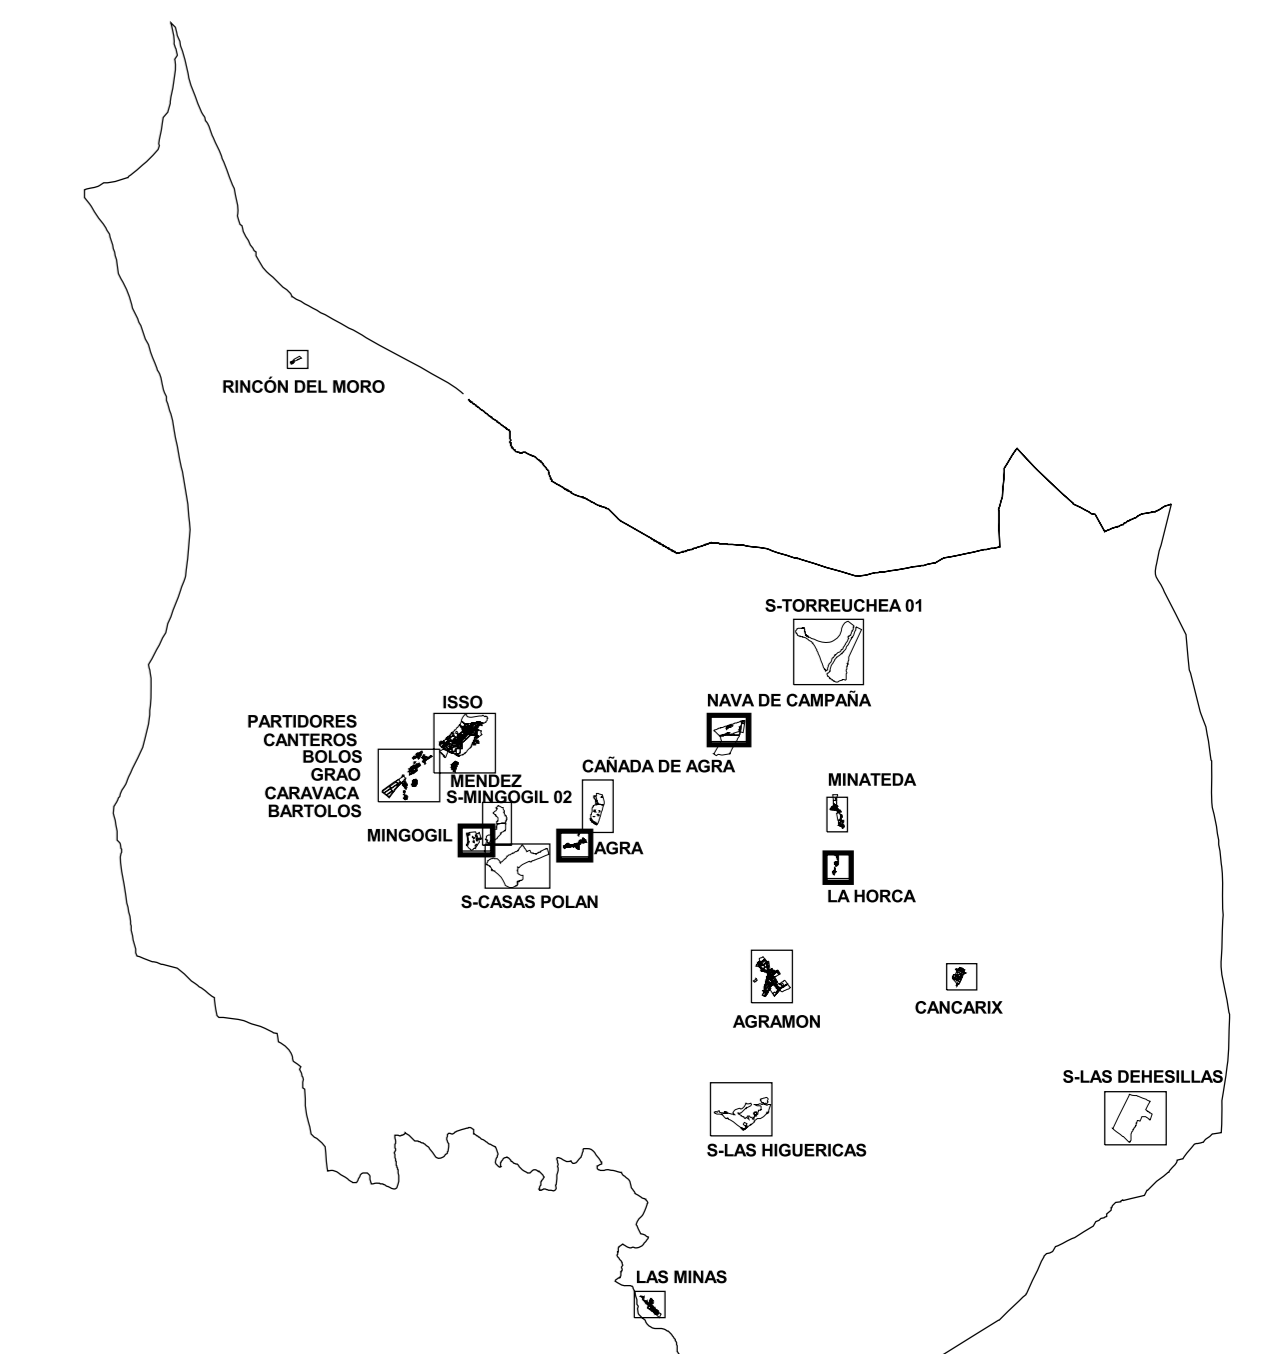 RINCÓN DEL MORO
S-TORREUCHEA 01
NAVA DE CAMPAÑA
ISSO
PARTIDORES
CANTEROS
BOLOS
GRAO
CARAVACA
BARTOLOS
MENDEZ
S-MINGOGIL 02
CAÑADA DE AGRA
MINATEDA
MINGOGIL
AGRA
S-CASAS POLAN
LA HORCA
AGRAMON
CANCARIX
S-LAS DEHESILLAS
S-LAS HIGUERICAS
LAS MINAS